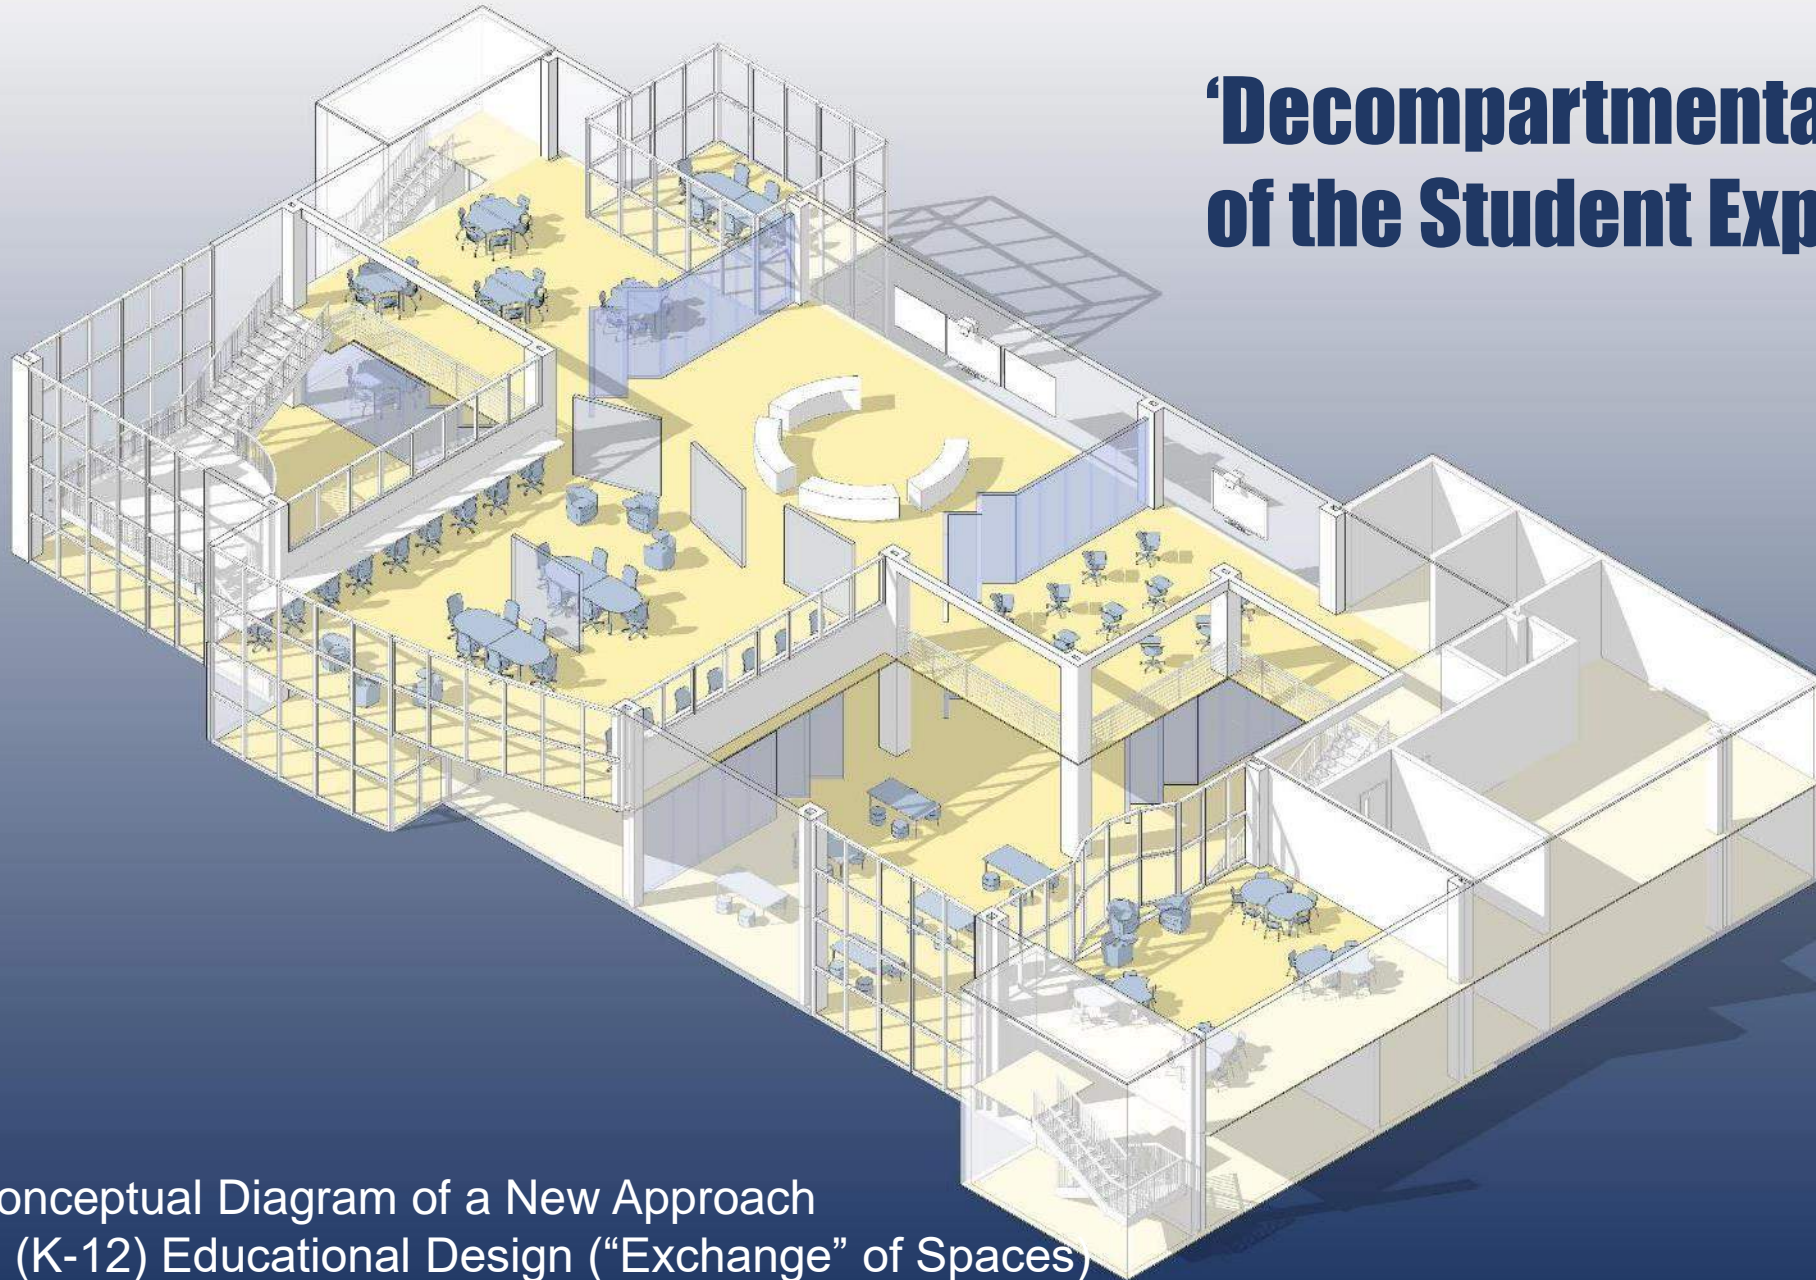 ‘Decompartmenta
of the Student Exp
onceptual Diagram of a New Approach
(K-12) Educational Design (“Exchange” of Spaces)